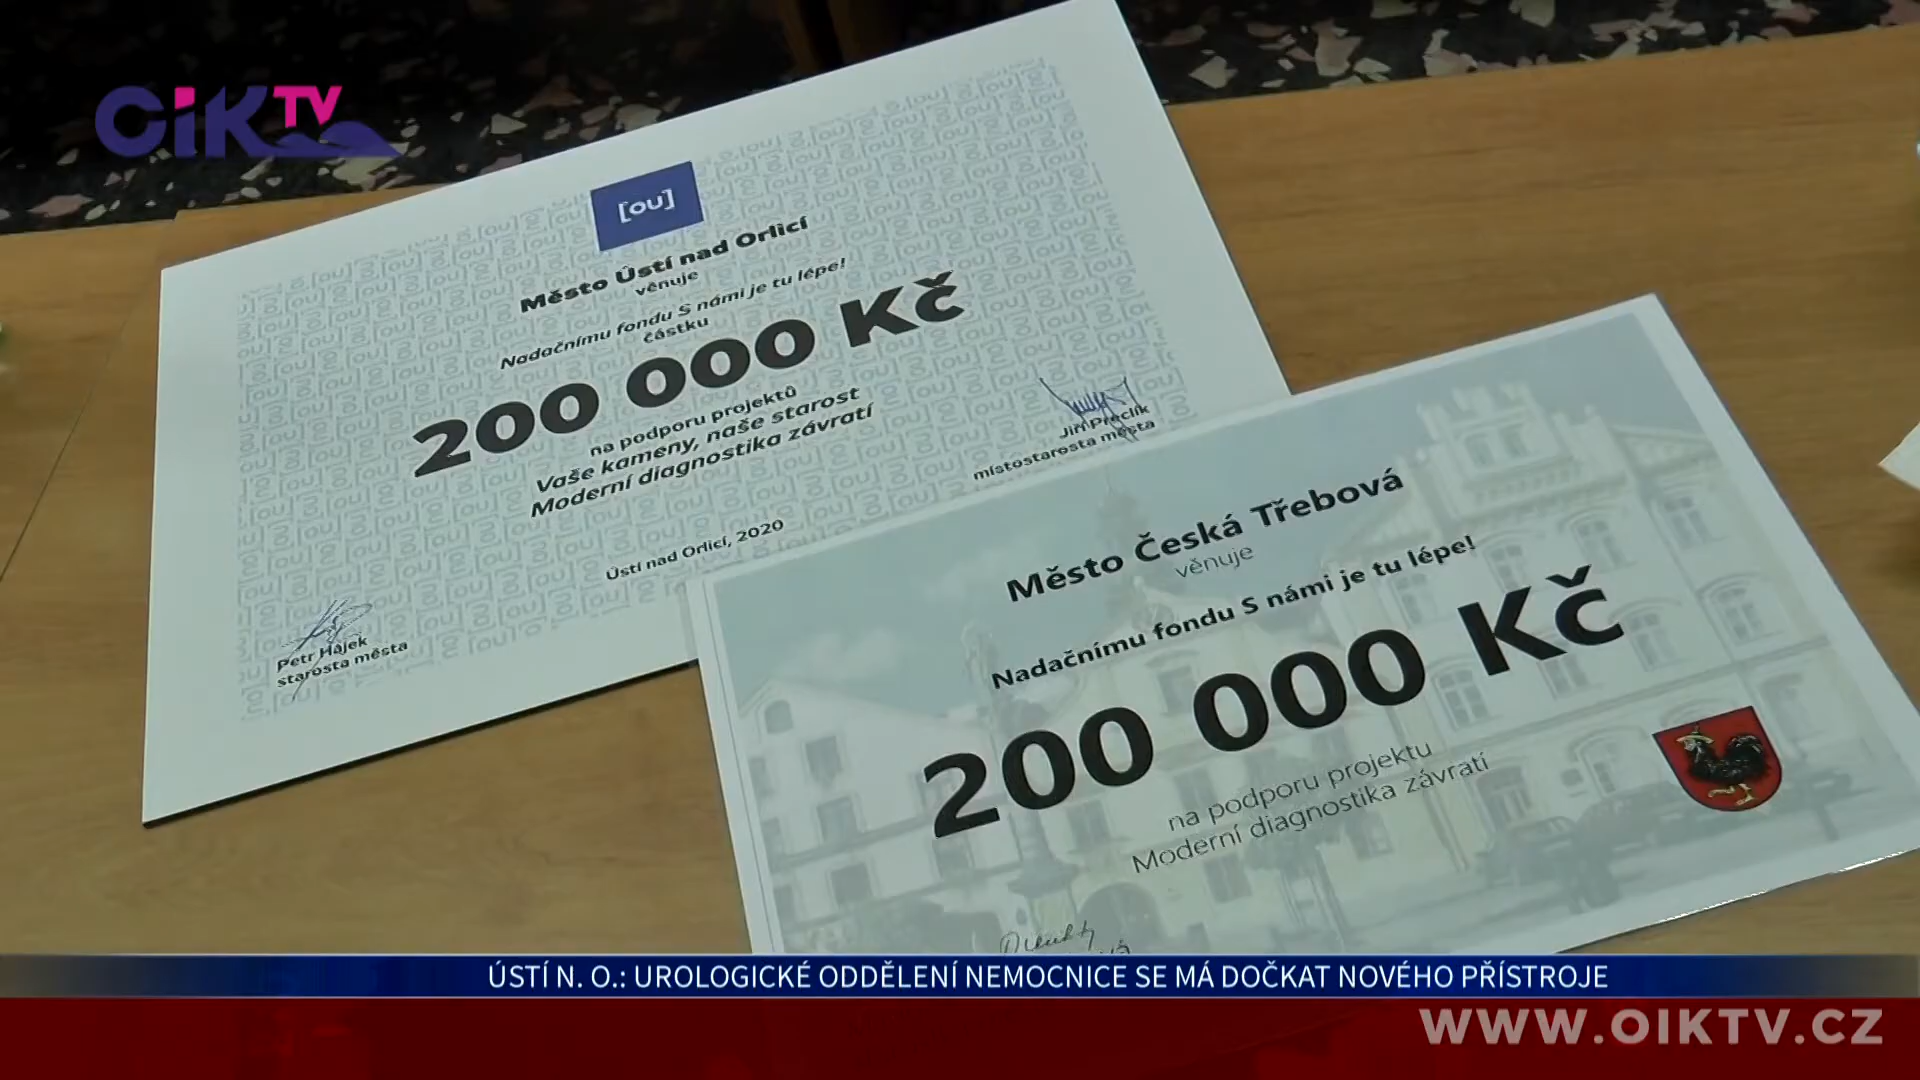 OiK TV
[OU]
Město Ústí nad Orlicí
věnuje
Nadačnímu fondu S námi je tu lépe!
částku
200 000 Kč
na podporu projektů
Vaše kameny, naše starost
Moderní diagnostika závratí
Jiří Preclík
místostarosta města
Ústí nad Orlicí, 2020
Petr Hájek
starosta města
Město Česká Třebová
věnuje
Nadačnímu fondu S námi je tu lépe!
200 000 Kč
na podporu projektu
Moderní diagnostika závratí
ÚSTÍ N. O.: UROLOGICKÉ ODDĚLENÍ NEMOCNICE SE MÁ DOČKAT NOVÉHO PŘÍSTROJE
WWW.OIKTV.CZ